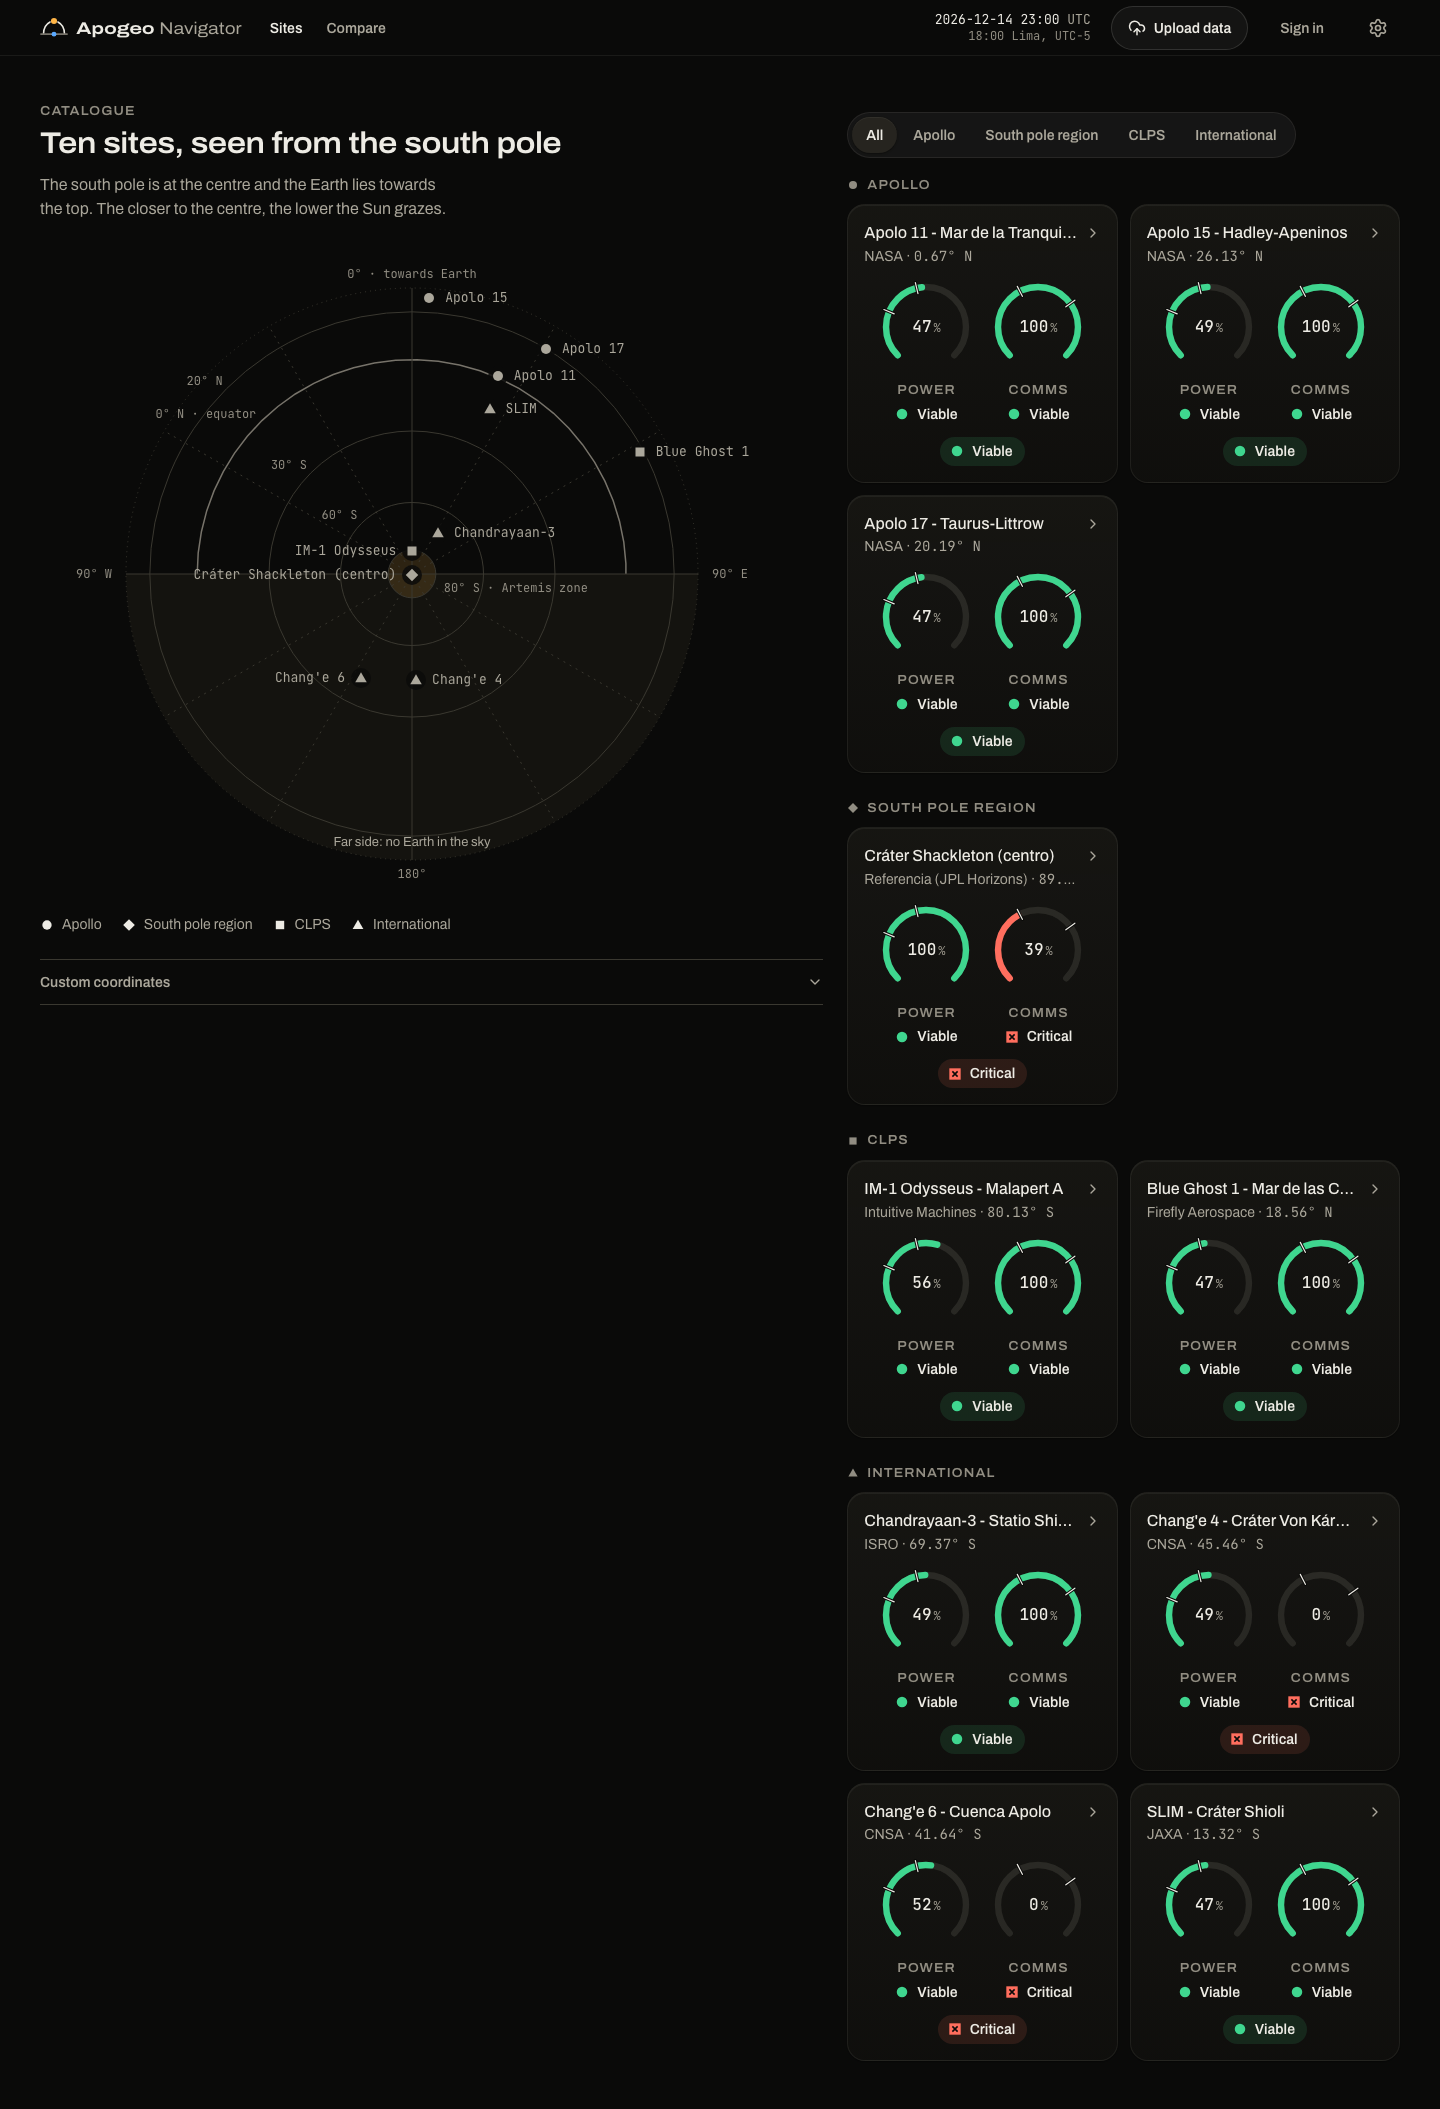 Apogeo Navigator
Sites
Compare
2026-12-14 23:00 UTC
18:00 Lima, UTC-5
Upload data
Sign in
CATALOGUE
Ten sites, seen from the south pole
The south pole is at the centre and the Earth lies towards
the top. The closer to the centre, the lower the Sun grazes.
0° · towards Earth
Apolo 15
Apolo 17
Apolo 11
20° N
SLIM
0° N · equator
Blue Ghost 1
30° S
60° S
Chandrayaan-3
IM-1 Odysseus
90° W
Cráter Shackleton (centro)
90° E
80° S · Artemis zone
Chang'e 6
Chang'e 4
Far side: no Earth in the sky
180°
Apollo
South pole region
CLPS
International
Custom coordinates
All
Apollo
South pole region
CLPS
International
APOLLO
Apolo 11 - Mar de la Tranqui...
NASA · 0.67° N
47%
100%
POWER
COMMS
Viable
Viable
Viable
Apolo 15 - Hadley-Apeninos
NASA · 26.13° N
49%
100%
POWER
COMMS
Viable
Viable
Viable
Apolo 17 - Taurus-Littrow
NASA · 20.19° N
47%
100%
POWER
COMMS
Viable
Viable
Viable
SOUTH POLE REGION
Cráter Shackleton (centro)
Referencia (JPL Horizons) · 89....
100%
39%
POWER
COMMS
Viable
Critical
Critical
CLPS
IM-1 Odysseus - Malapert A
Intuitive Machines · 80.13° S
56%
100%
POWER
COMMS
Viable
Viable
Viable
Blue Ghost 1 - Mar de las C...
Firefly Aerospace · 18.56° N
47%
100%
POWER
COMMS
Viable
Viable
Viable
INTERNATIONAL
Chandrayaan-3 - Statio Shi...
ISRO · 69.37° S
49%
100%
POWER
COMMS
Viable
Viable
Viable
Chang'e 4 - Cráter Von Kár...
CNSA · 45.46° S
49%
0%
POWER
COMMS
Viable
Critical
Critical
Chang'e 6 - Cuenca Apolo
CNSA · 41.64° S
52%
0%
POWER
COMMS
Viable
Critical
Critical
SLIM - Cráter Shioli
JAXA · 13.32° S
47%
100%
POWER
COMMS
Viable
Viable
Viable